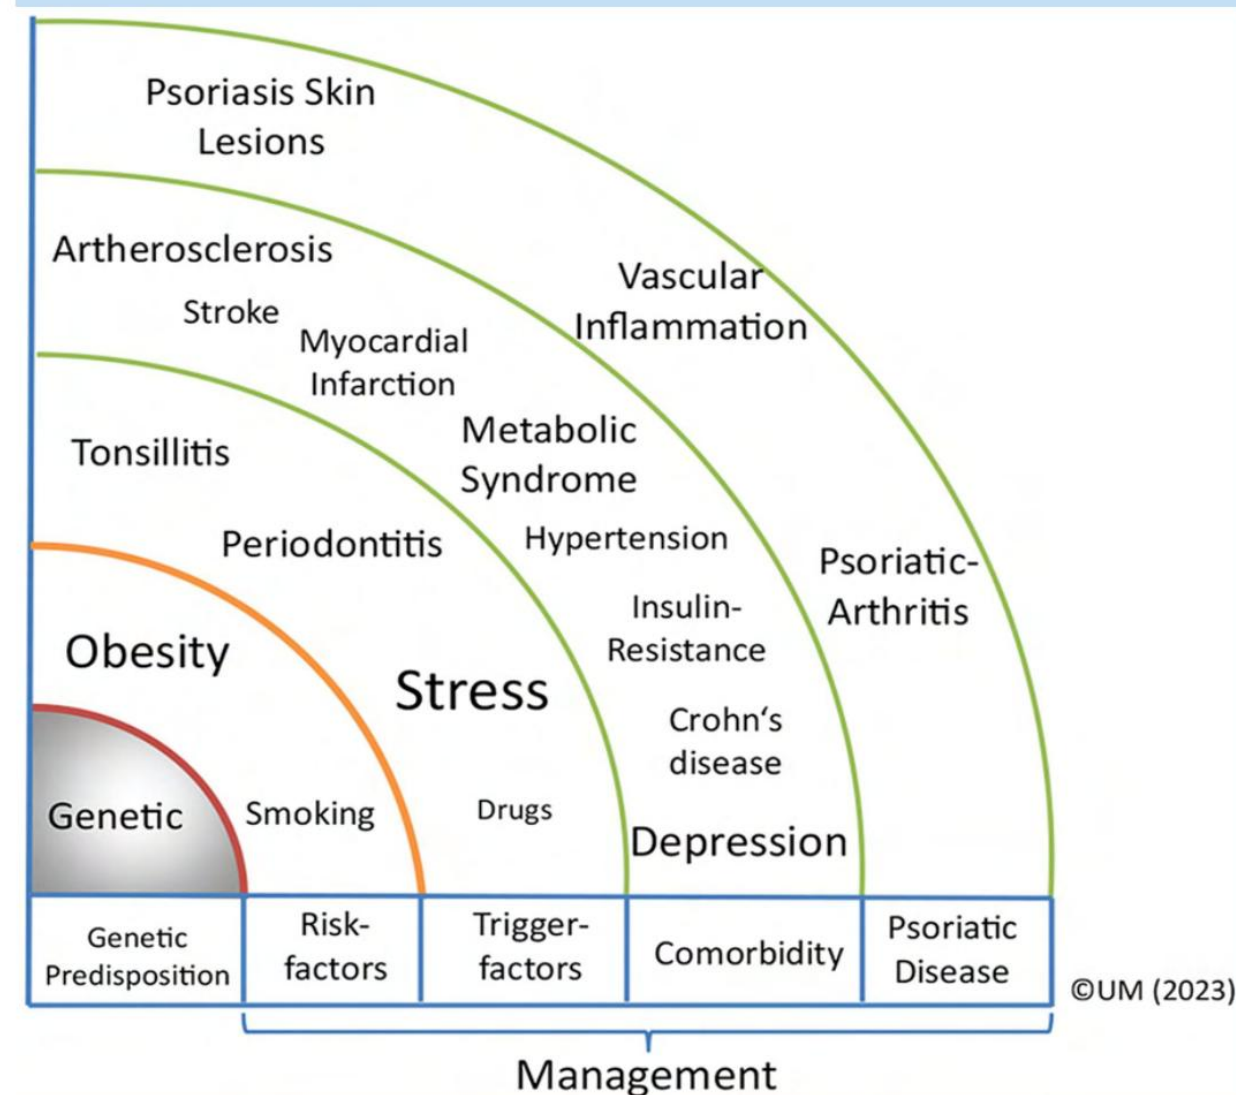 Psoriasis Skin
Lesions
Artherosclerosis
Stroke
Myocardial
Infarction
Vascular
Inflammation
Metabolic
Syndrome
Tonsillitis
Periodontitis
Hypertension
Psoriatic-
Arthritis
Insulin-
Resistance
Obesity
Stress
Crohn‘s
disease
Genetic
Smoking
Drugs
Depression
Genetic
Predisposition
Risk-
factors
Trigger-
factors
Comorbidity
Psoriatic
Disease
©UM (2023)
Management